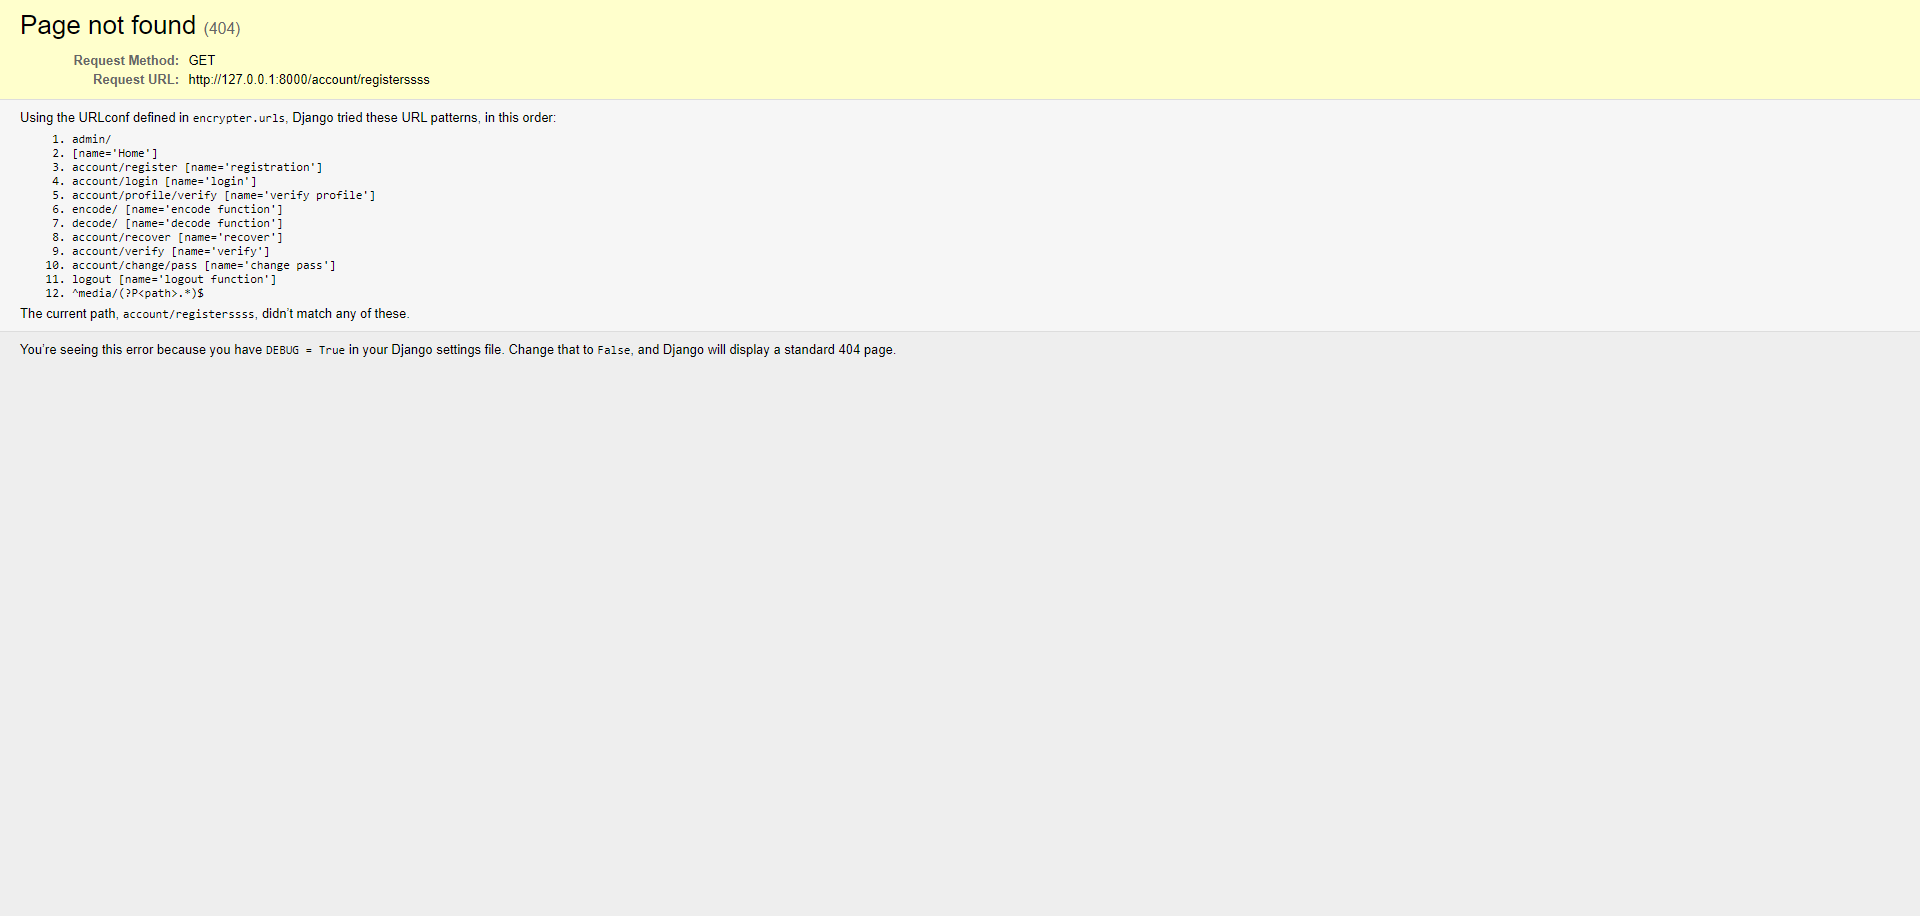 Page not found (404)
Request Method: GET
Request URL: http://127.0.0.1:8000/account/registerssss
Using the URLconf defined in encrypter.urls, Django tried these URL patterns, in this order:
1. admin/
2. [name='Home']
3. account/register [name='registration']
4. account/login [name='login']
5. account/profile/verify [name='verify profile']
6. encode/ [name='encode function']
7. decode/ [name='decode function']
8. account/recover [name='recover']
9. account/verify [name='verify']
10. account/change/pass [name='change pass']
11. logout [name='logout function']
12. ^media/(?P<path>.*)$
The current path, account/registerssss, didn't match any of these.
You're seeing this error because you have DEBUG = True in your Django settings file. Change that to False, and Django will display a standard 404 page.